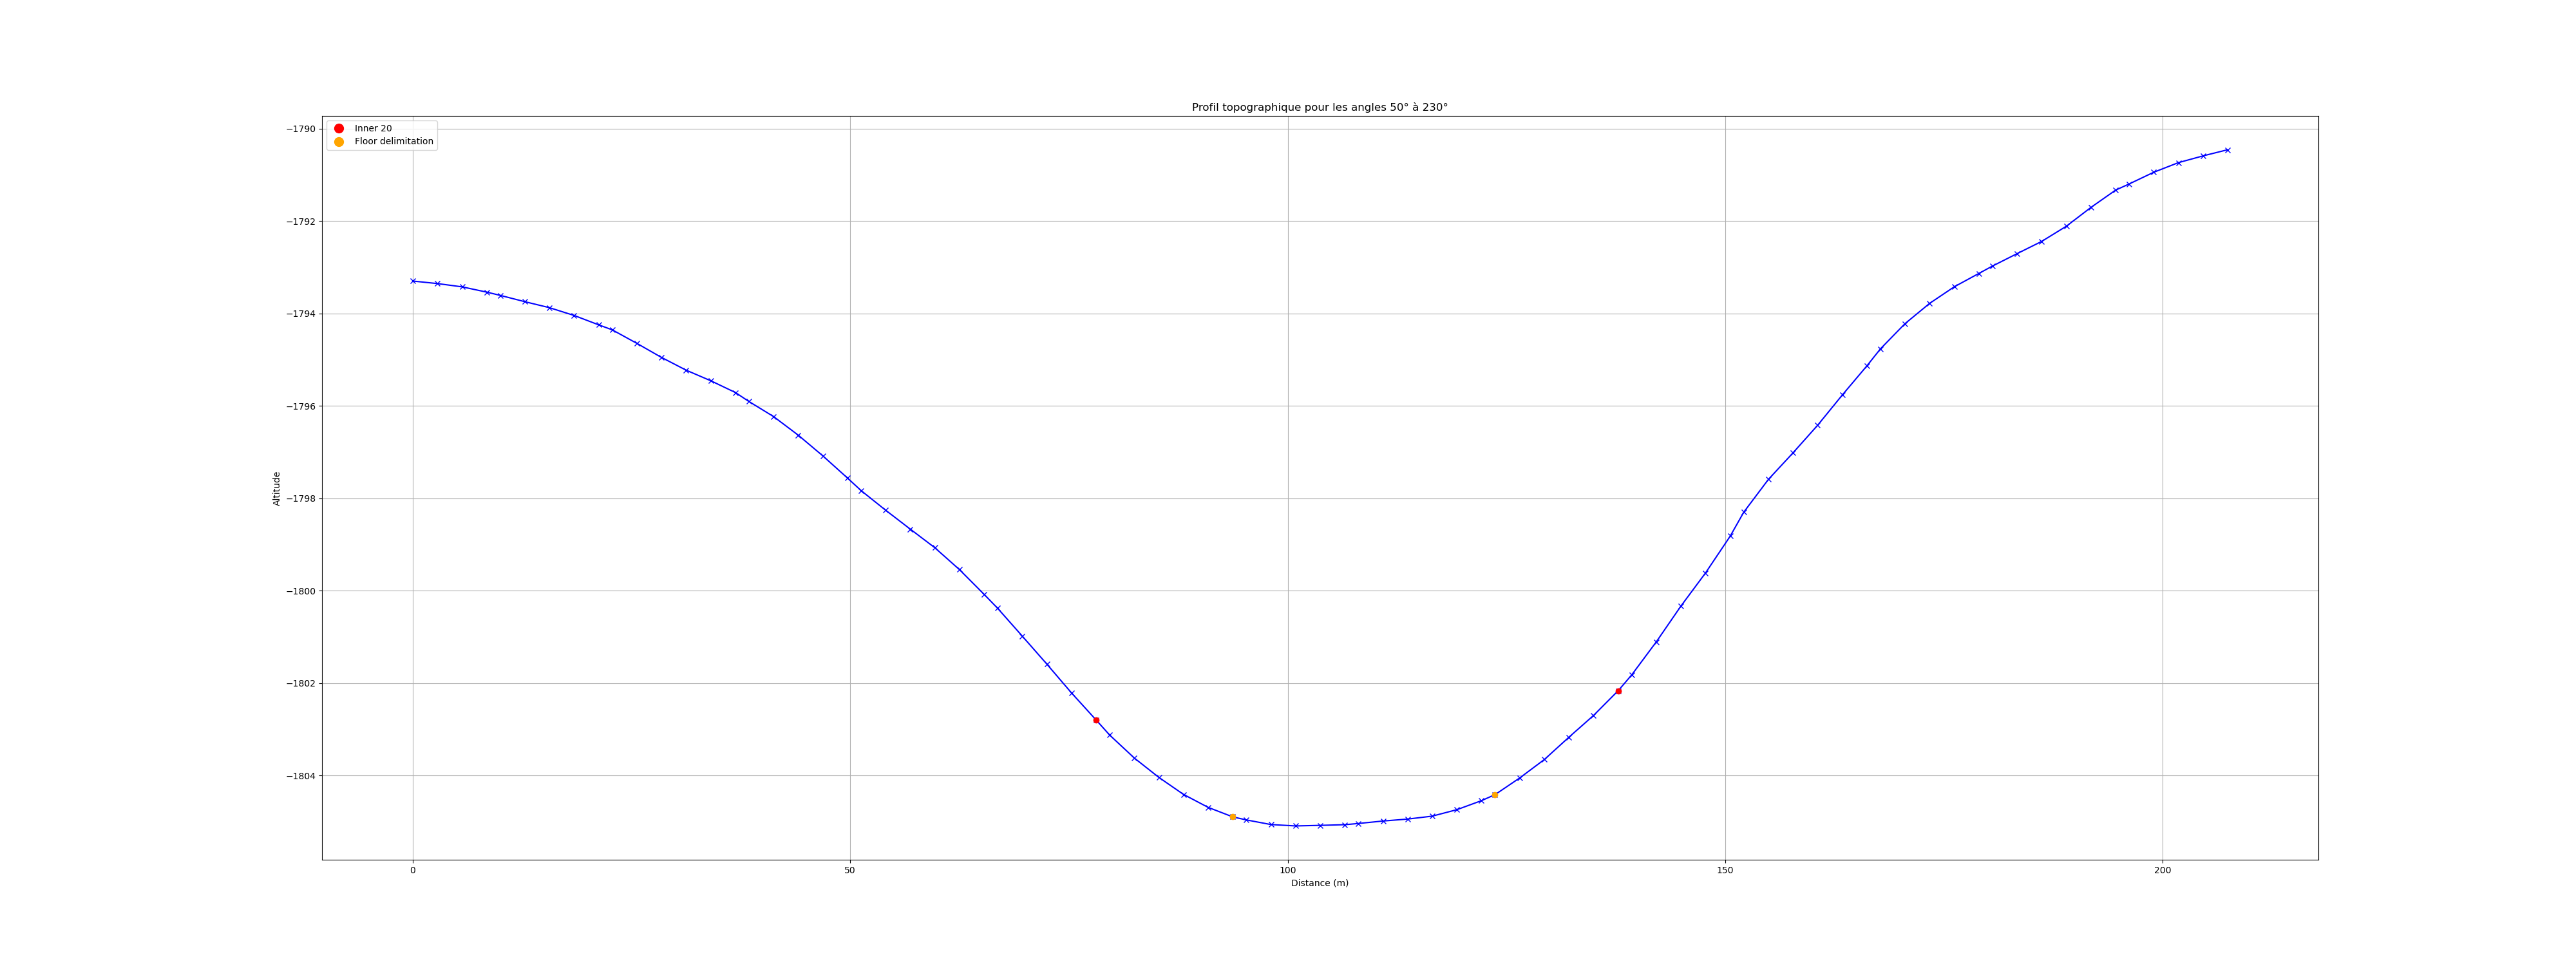 Profil topographique pour les angles 50° à 230°
Inner 20
Floor delimitation
−1790
−1792
−1794
−1796
−1798
−1800
−1802
−1804
Altitude
0
50
100
150
200
Distance (m)